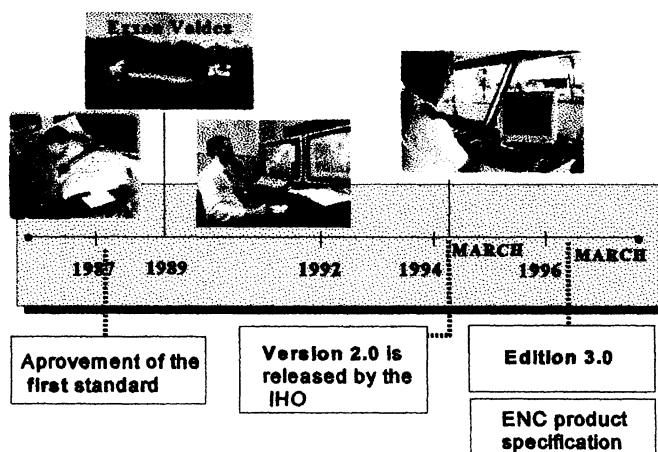 Exxon Valdez
MARCH
MARCH
1987
1989
1992
1994
1996
Aprovement of the
first standard
Version 2.0 is
released by the
IHO
Edition 3.0
ENC product
specification